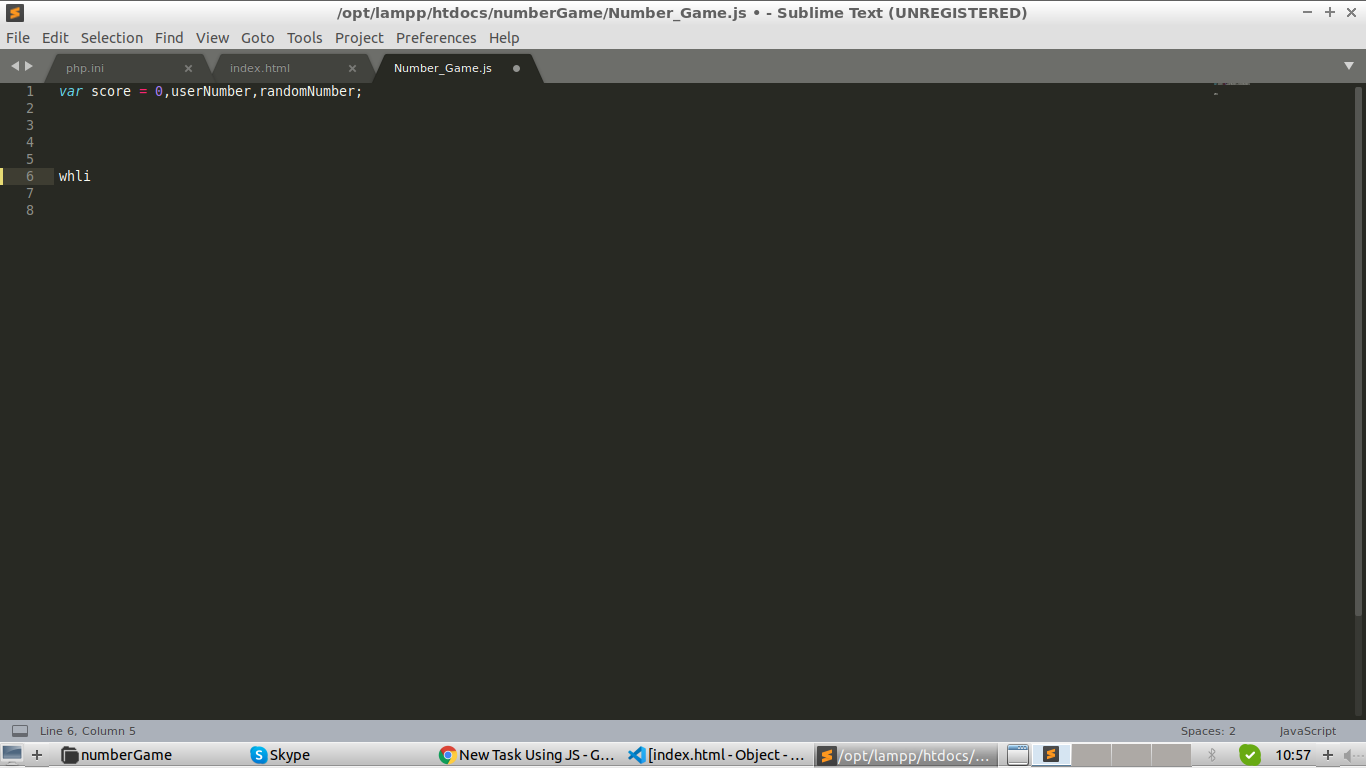 /opt/lampp/htdocs/numberGame/Number_Game.js • - Sublime Text (UNREGISTERED)
File Edit Selection Find View Goto Tools Project Preferences Help
php.ini index.html Number_Game.js
1 var score = 0,userNumber,randomNumber;
2
3
4
5
6 whli
7
8
Line 6, Column 5 Spaces: 2 JavaScript
numberGame Skype New Task Using JS - G... [index.html - Object - ... /opt/lampp/htdocs/... 10:57